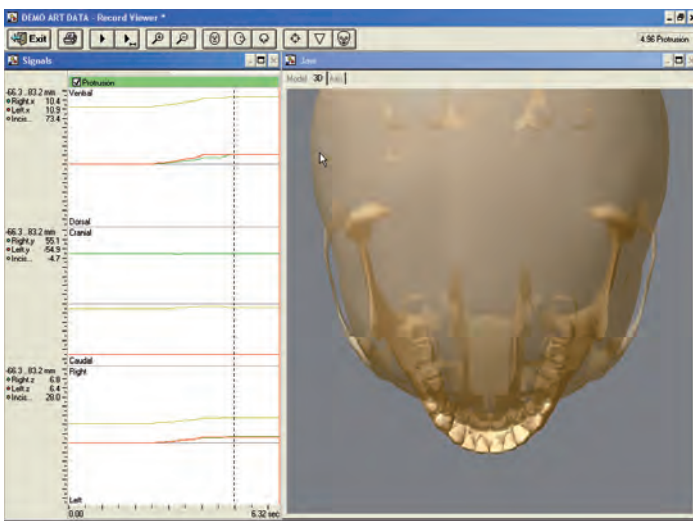 DEMO ART DATA - Record Viewer *
Exit
4.96 Protrusion
Signals
Jaw
Protrusion
Model 3D Axis
-66.3...83.2 mm
Right.x 10.4
Left.x 10.9
Incis... 73.4
Ventral
Dorsal
-66.3...83.2 mm
Right.y 55.1
Left.y -54.9
Incis... -4.7
Cranial
Caudal
-66.3...83.2 mm
Right.z 6.8
Left.z 6.4
Incis... 28.0
Right
Left
0.00 6.32 sec